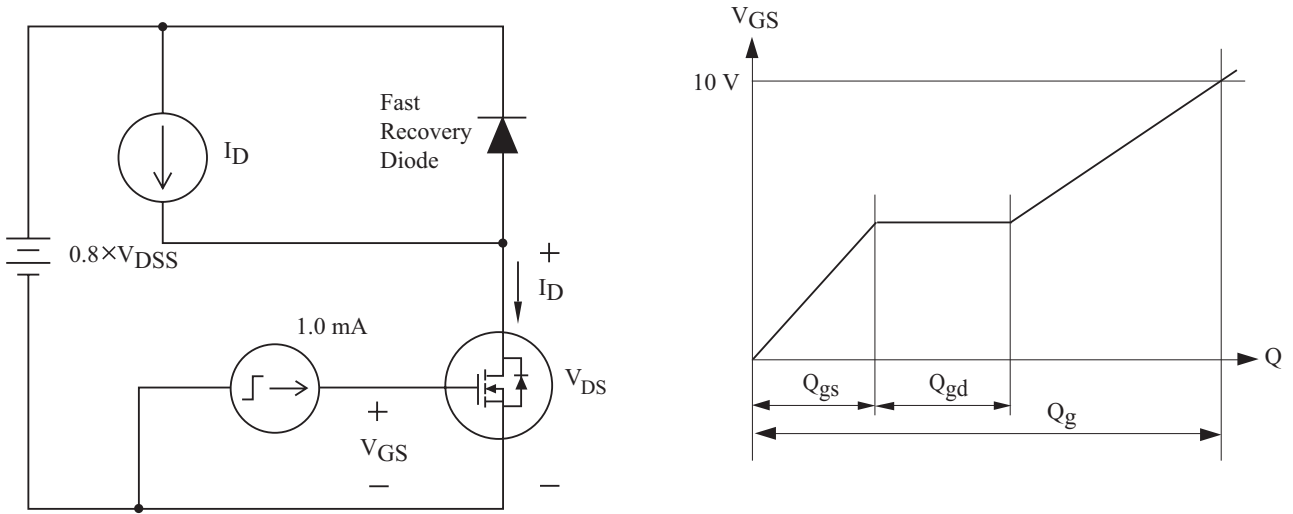 I_D
Fast
Recovery
Diode
0.8×V_DSS
+
I_D
1.0 mA
V_DS
+
V_GS
−
−
V_GS
10 V
Q
Q_gs
Q_gd
Q_g